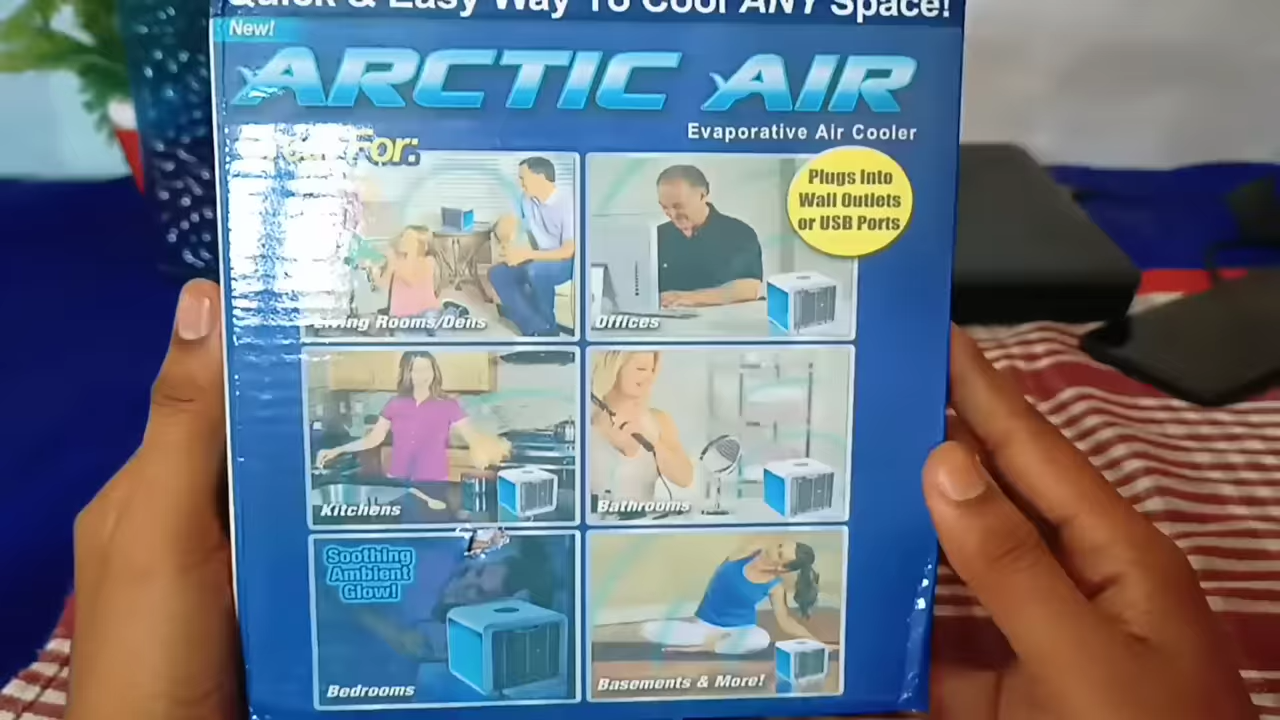 Quick & Easy Way To Cool ANY Space!
New!
ARCTIC AIR
Evaporative Air Cooler
For:
Plugs Into
Wall Outlets
or USB Ports
Living Rooms/Dens
Offices
Kitchens
Bathrooms
Soothing
Ambient
Glow!
Bedrooms
Basements & More!